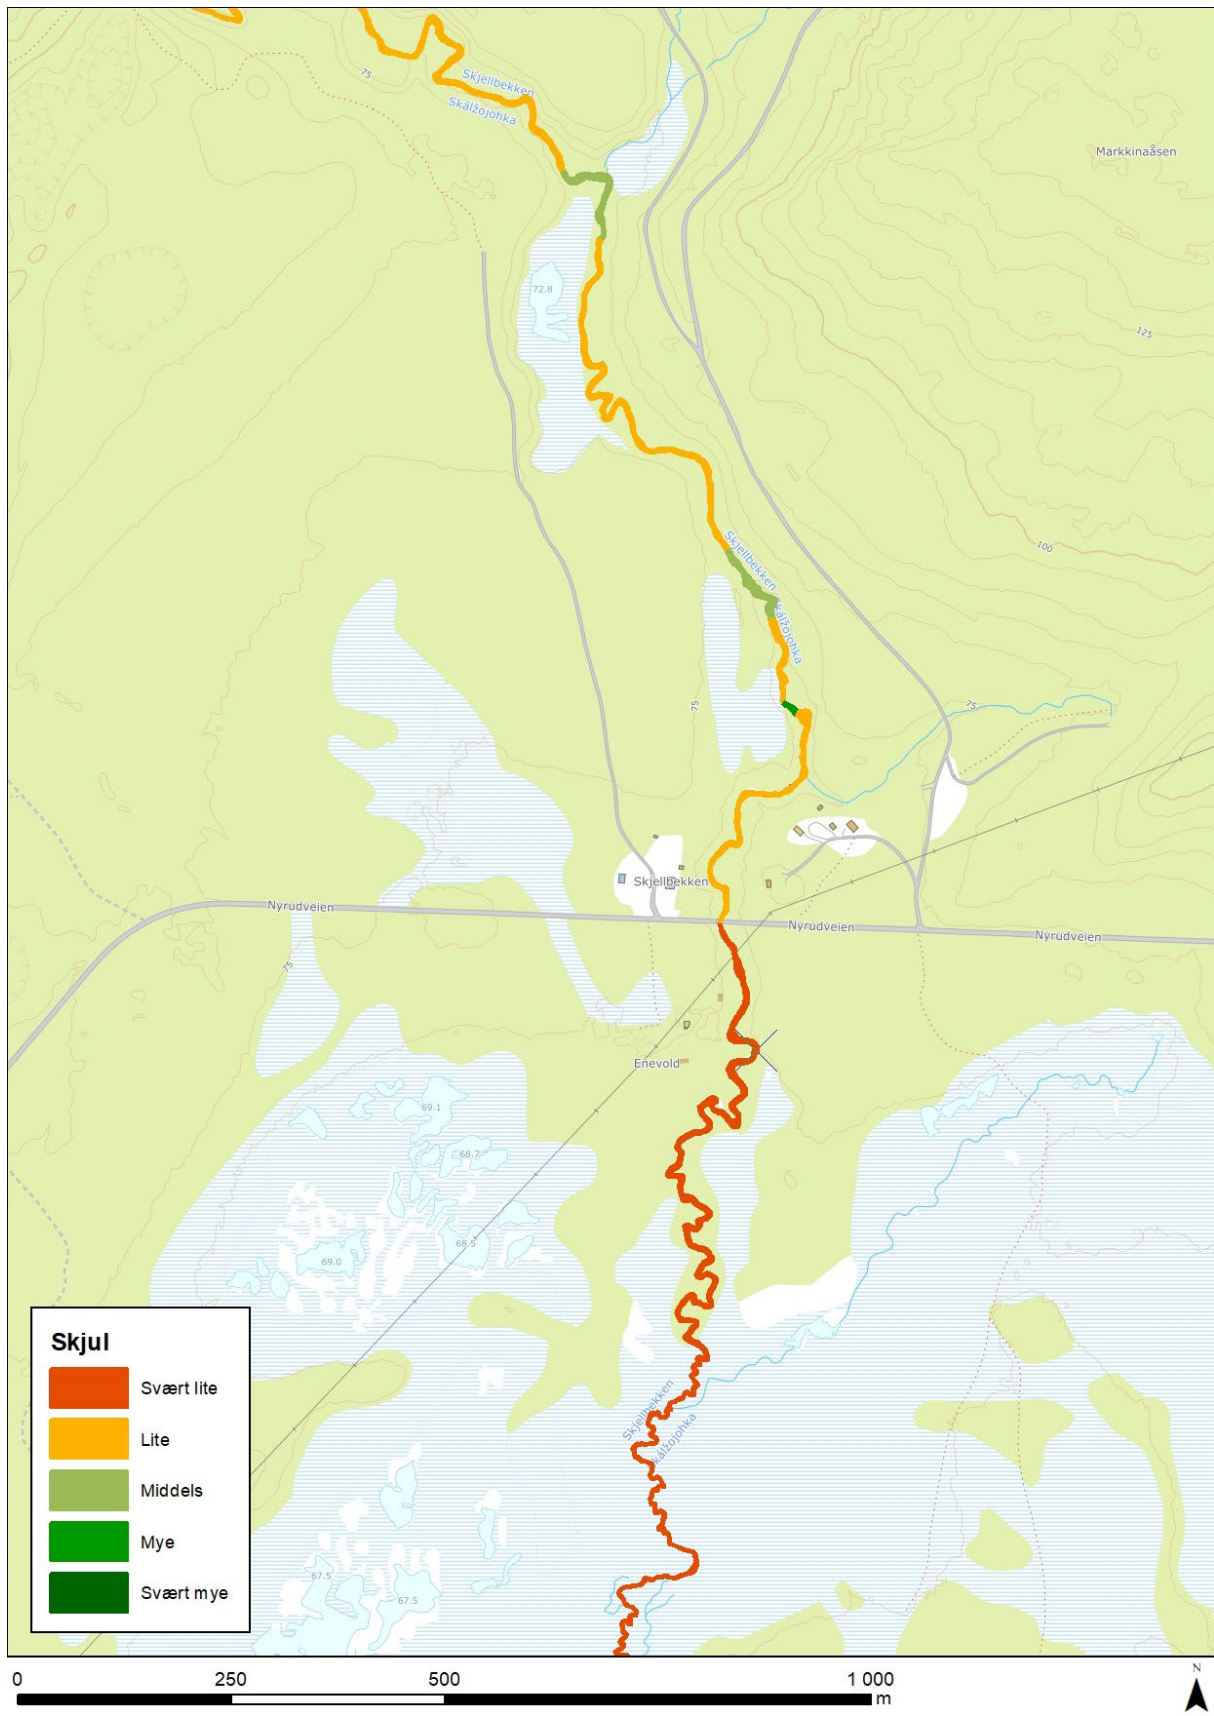 75
Skjellbekken
Skálžojohka
Markkinaåsen
72.8
125
100
Skjellbekken
Skálžojohka
75
75
Skjellbekken
Nyrudveien
Nyrudveien
Nyrudveien
75
Enevold
69.1
68.7
68.5
69.0
Skjellbekken
Skálžojohka
67.5
67.5
Skjul
Svært lite
Lite
Middels
Mye
Svært mye
0 250 500 1 000
m
N